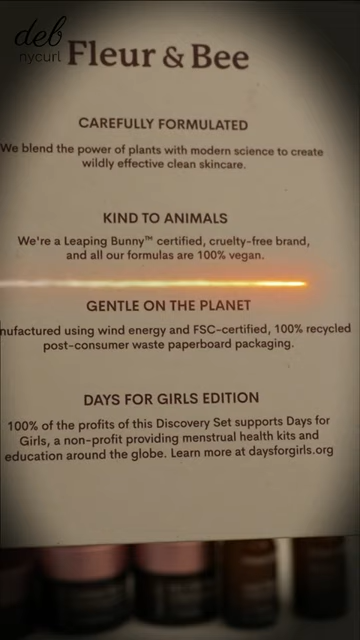 deb
nycurl
Fleur & Bee
CAREFULLY FORMULATED
We blend the power of plants with modern science to create
wildly effective clean skincare.
KIND TO ANIMALS
We're a Leaping Bunny™ certified, cruelty-free brand,
and all our formulas are 100% vegan.
GENTLE ON THE PLANET
nufactured using wind energy and FSC-certified, 100% recycled
post-consumer waste paperboard packaging.
DAYS FOR GIRLS EDITION
100% of the profits of this Discovery Set supports Days for
Girls, a non-profit providing menstrual health kits and
education around the globe. Learn more at daysforgirls.org